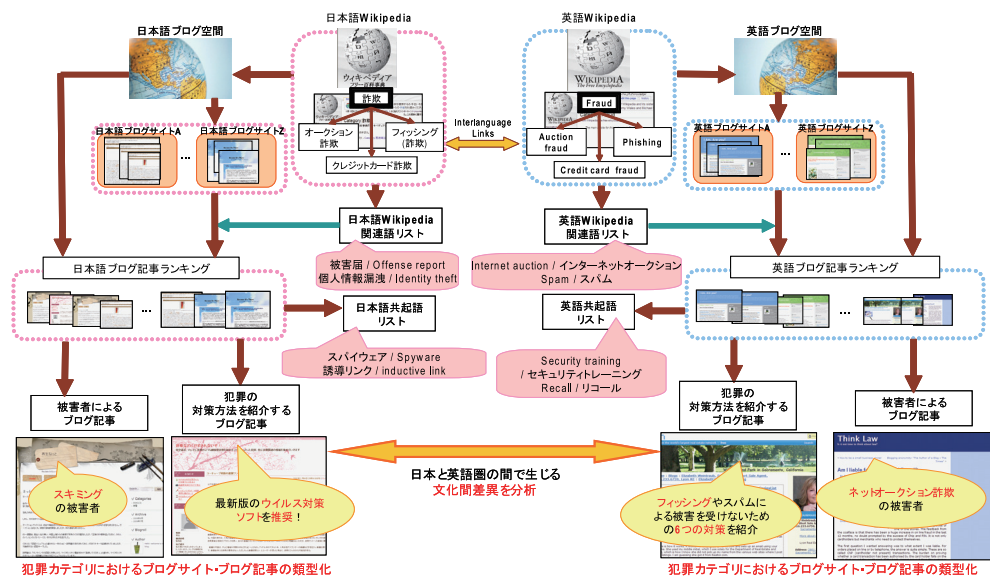 日本語Wikipedia
英語Wikipedia
日本語ブログ空間
英語ブログ空間
ウィキペディア
フリー百科事典
WIKIPEDIA
The Free Encyclopedia
詐欺
Fraud
オークション
詐欺
フィッシング
(詐欺)
クレジットカード詐欺
Interlanguage
Links
Auction
fraud
Phishing
Credit card fraud
日本語ブログサイトA
日本語ブログサイトZ
...
英語ブログサイトA
英語ブログサイトZ
...
日本語Wikipedia
関連語リスト
英語Wikipedia
関連語リスト
被害届 / Offense report
個人情報漏洩 / Identity theft
Internet auction / インターネットオークション
Spam / スパム
日本語ブログ記事ランキング
英語ブログ記事ランキング
...
...
日本語共起語
リスト
英語共起語
リスト
スパイウェア / Spyware
誘導リンク / inductive link
Security training
/ セキュリティトレーニング
Recall / リコール
被害者による
ブログ記事
犯罪の
対策方法を紹介する
ブログ記事
犯罪の
対策方法を紹介する
ブログ記事
被害者による
ブログ記事
スキミング
の被害者
最新版のウイルス対策
ソフトを推奨！
日本と英語圏の間で生じる
文化間差異を分析
フィッシングやスパムに
よる被害を受けないため
の6つの対策を紹介
Think Law
ネットオークション詐欺
の被害者
犯罪カテゴリにおけるブログサイト・ブログ記事の類型化
犯罪カテゴリにおけるブログサイト・ブログ記事の類型化